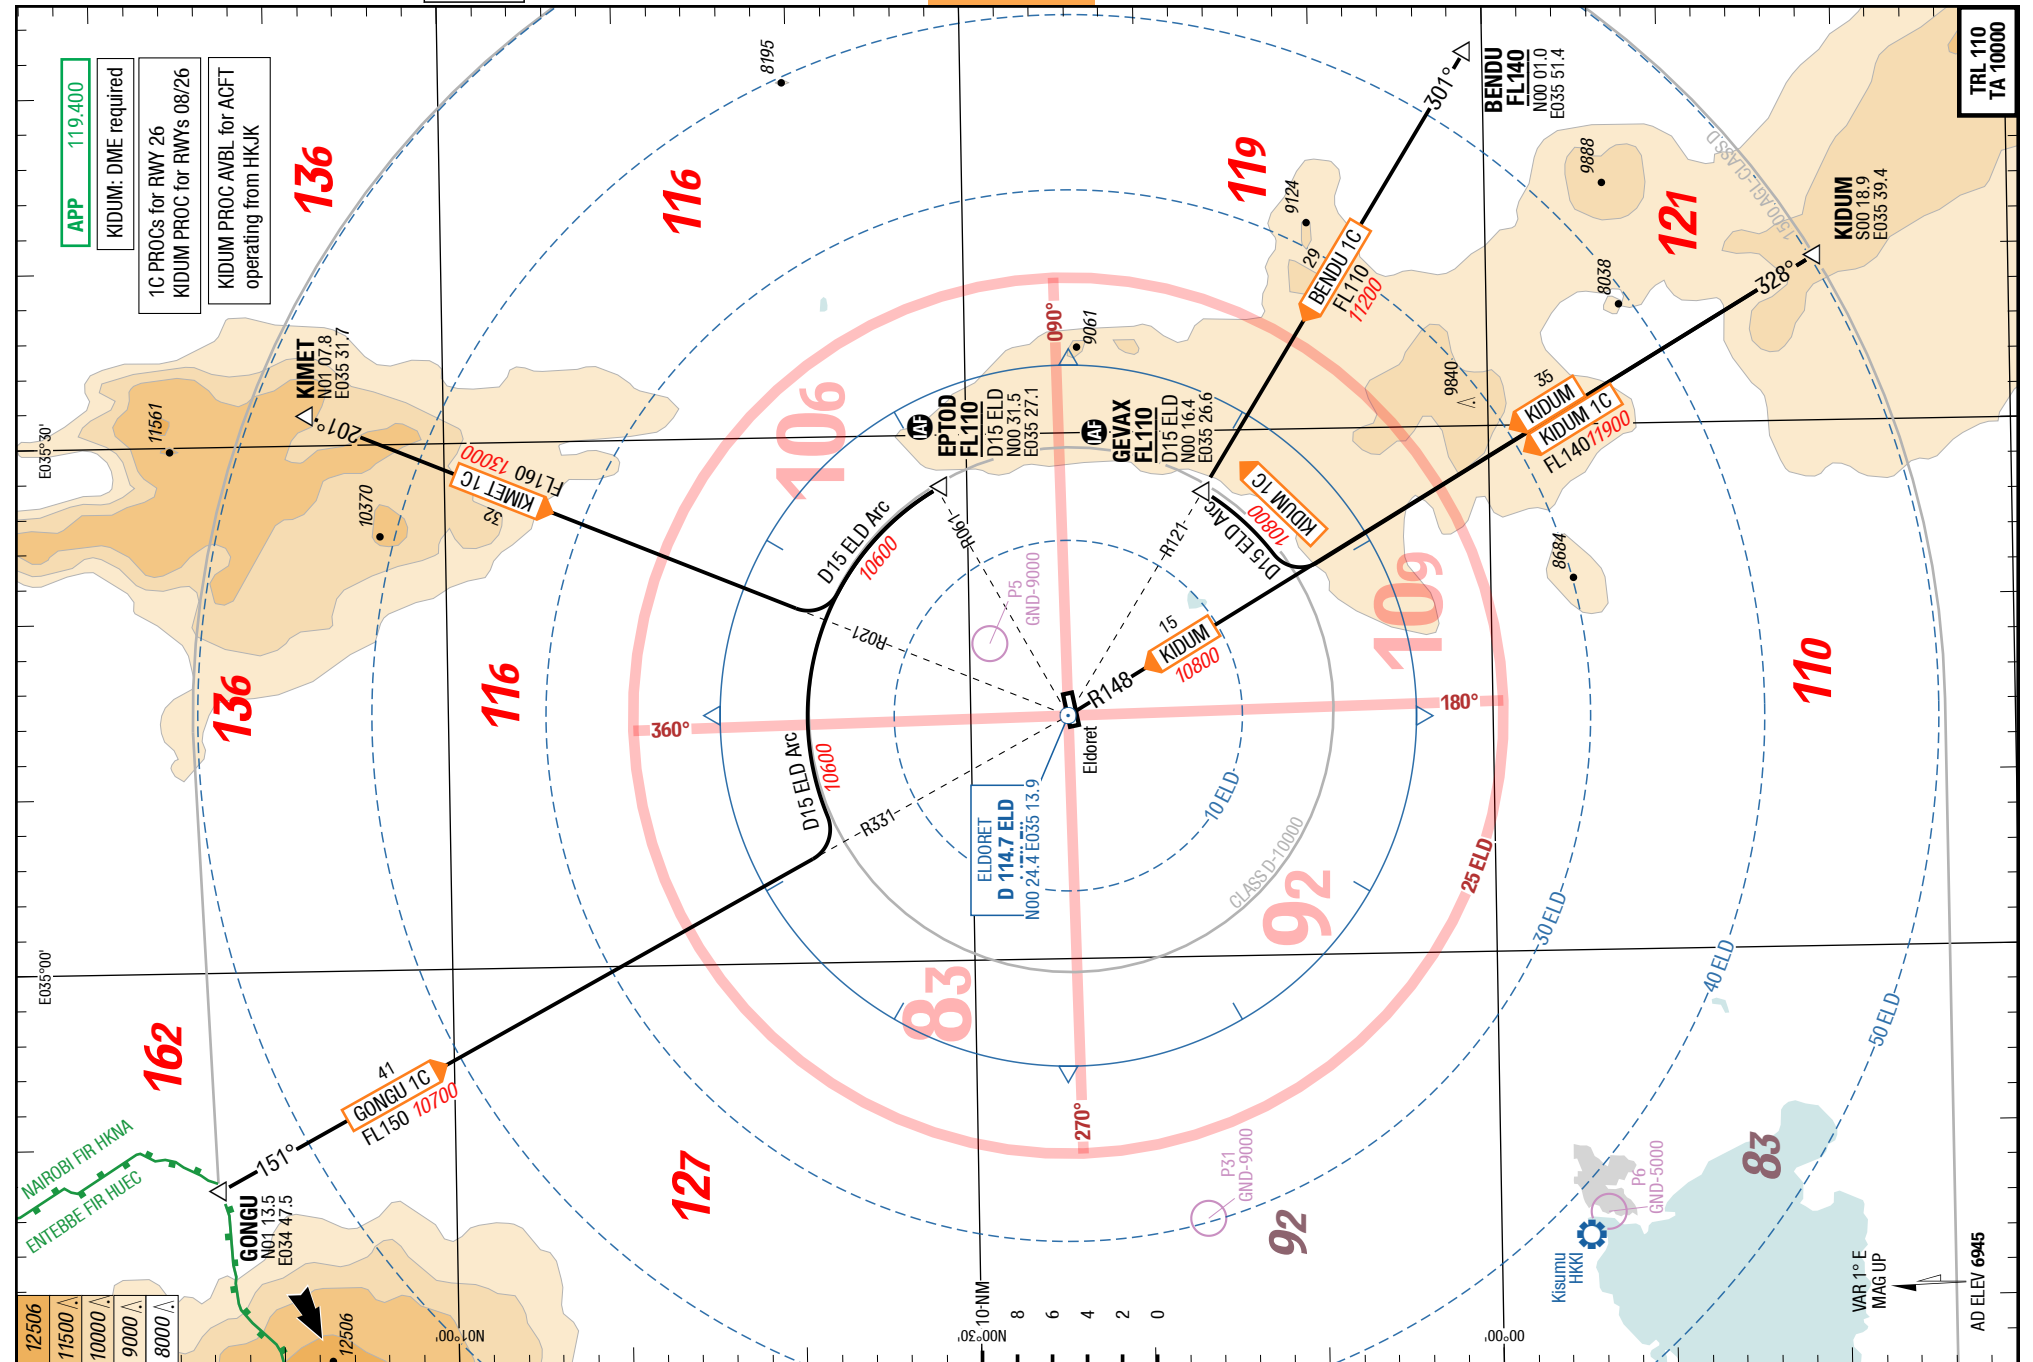 APP 119.400
KIDUM: DME required
1C PROCs for RWY 26
KIDUM PROC for RWYs 08/26
KIDUM PROC AVBL for ACFT
operating from HKJK
TRL 110
TA 10000
136
116
119
121
136
116
110
162
127
92
83
106
109
92
83
8195
11561
10370
9124
9888
8038
9061
9840
8684
12506
E035°30'
E035°00'
N01°00'
N00°30'
00°00'
KIMET
N01 07.8
E035 31.7
201°
KIMET 1C
FL160 13000
32
BENDU
FL140
N00 01.0
E035 51.4
301°
29
BENDU 1C
FL110
11200
KIDUM
S00 18.9
E035 39.4
328°
35
KIDUM
KIDUM 1C
FL140 11900
1500 AGL-CLASS D
IAF
EPTOD
FL110
D15 ELD
N00 31.5
E035 27.1
IAF
GEVAX
FL110
D15 ELD
N00 16.4
E035 26.6
D15 ELD Arc
10600
D15 ELD Arc
10600
D15 ELD Arc
KIDUM 1C
10800
15
KIDUM
10800
R148
R061
R121
R021
R331
P5
GND-9000
090°
180°
270°
360°
Eldoret
ELDORET
D 114.7 ELD
N00 24.4 E035 13.9
10 ELD
25 ELD
30 ELD
40 ELD
50 ELD
CLASS D-10000
151°
41
GONGU 1C
FL150 10700
GONGU
N01 13.5
E034 47.5
NAIROBI FIR HKNA
ENTEBBE FIR HUEC
P31
GND-9000
P6
GND-5000
Kisumu
HKKI
VAR 1° E
MAG UP
AD ELEV 6945
12506
11500
10000
9000
8000
10 NM
8
6
4
2
0